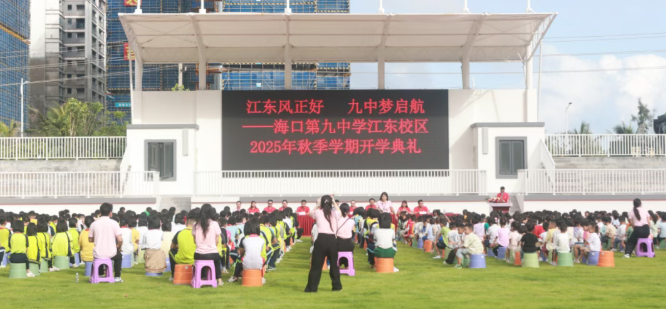 江东风正好 九中梦启航
——海口第九中学江东校区
2025年秋季学期开学典礼